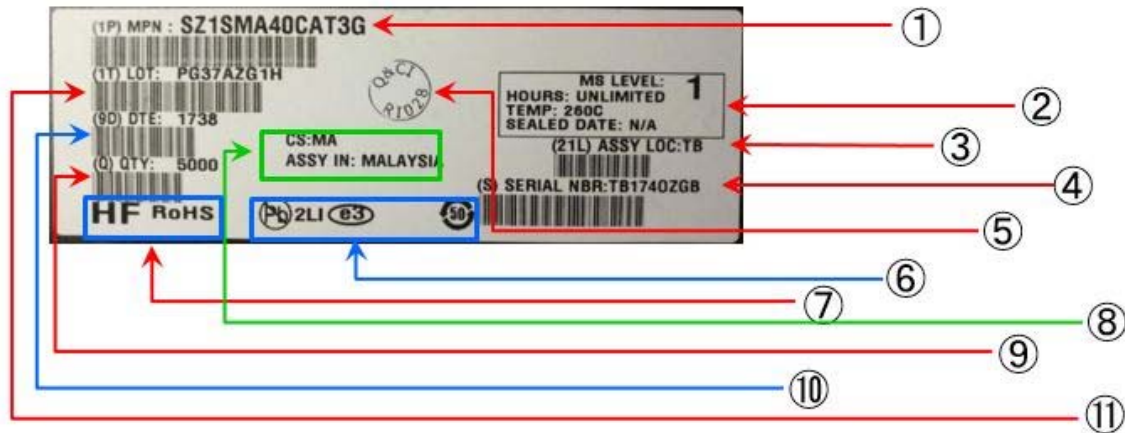 (1P) MPN : SZ1SMA40CAT3G
①
(1T) LOT: PG37AZG1H
Q&CI
R1028
MS LEVEL: 1
HOURS: UNLIMITED
TEMP: 260C
SEALED DATE: N/A
②
(9D) DTE: 1738
CS:MA
ASSY IN: MALAYSIA
(21L) ASSY LOC:TB
③
(Q) QTY: 5000
(S) SERIAL NBR:TB1740ZGB
④
HF RoHS
Pb 2LI e3
50
⑤
⑥
⑦
⑧
⑨
⑩
⑪